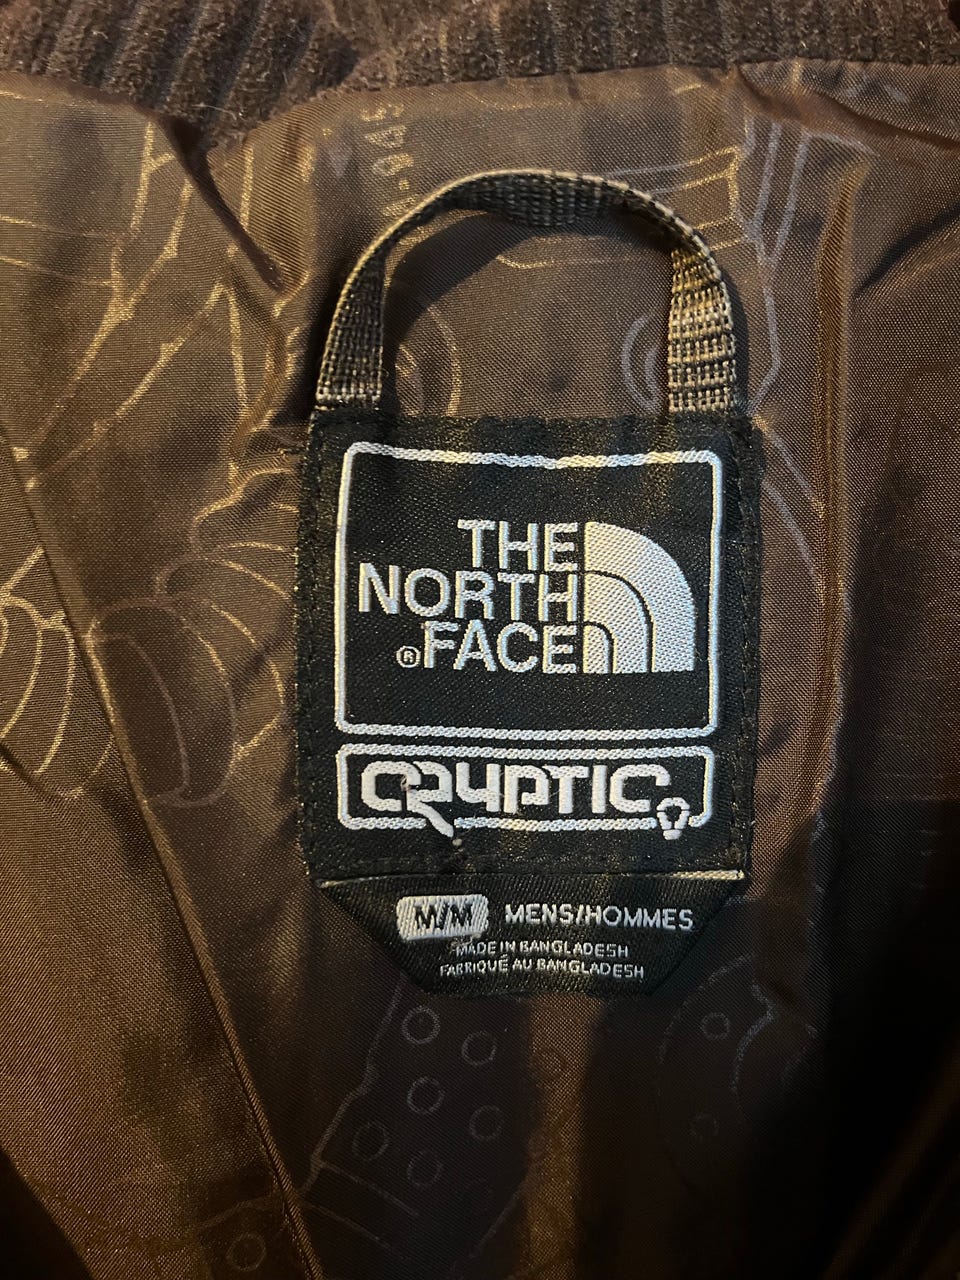 THE
NORTH
®FACE
CRYPTIC
M/M MENS/HOMMES
MADE IN BANGLADESH
FABRIQUÉ AU BANGLADESH